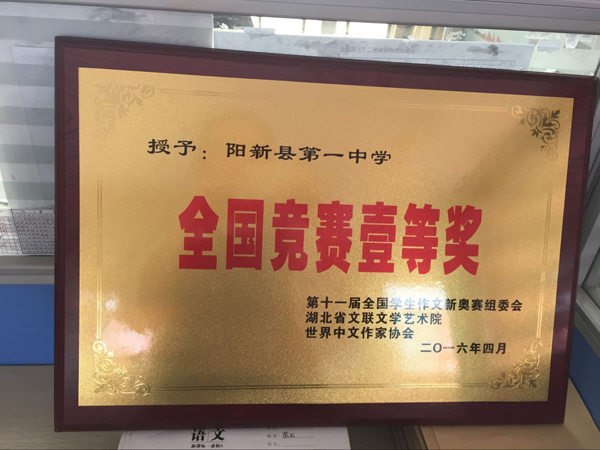 授予：阳新县第一中学
全国竞赛壹等奖
第十一届全国学生作文新奥赛组委会
湖北省文联文学艺术院
世界中文作家协会
二〇一六年四月
语文